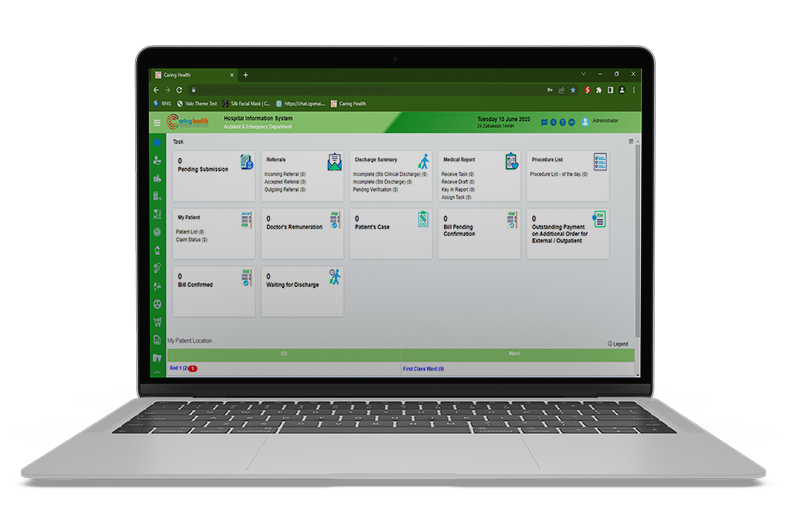 Caring Health
RHIS
Velo Theme Test
Silk Facial Mask | C...
https://chat.openai...
Caring Health
Caring health
Hospital Information System
Accident & Emergency Department
Tuesday 13 June 2023
24 Zulkaedah 1444H
Administrator
Task
0
Pending Submission
Referrals
Incoming Referral (0)
Accepted Referral (0)
Outgoing Referral (0)
Discharge Summary
Incomplete (Sts Clinical Discharge) (0)
Incomplete (Sts Discharge) (0)
Pending Verification (0)
Medical Report
Receive Task (0)
Receive Draft (0)
Key In Report (0)
Assign Task (0)
Procedure List
Procedure List - of the day (0)
My Patient
Patient List (0)
Claim Status (0)
0
Doctor's Remuneration
0
Patient's Case
0
Bill Pending
Confirmation
0
Outstanding Payment
on Additional Order for
External / Outpatient
0
Bill Confirmed
0
Waiting for Discharge
My Patient Location
Legend
ED
Ward
First Class Ward (0)